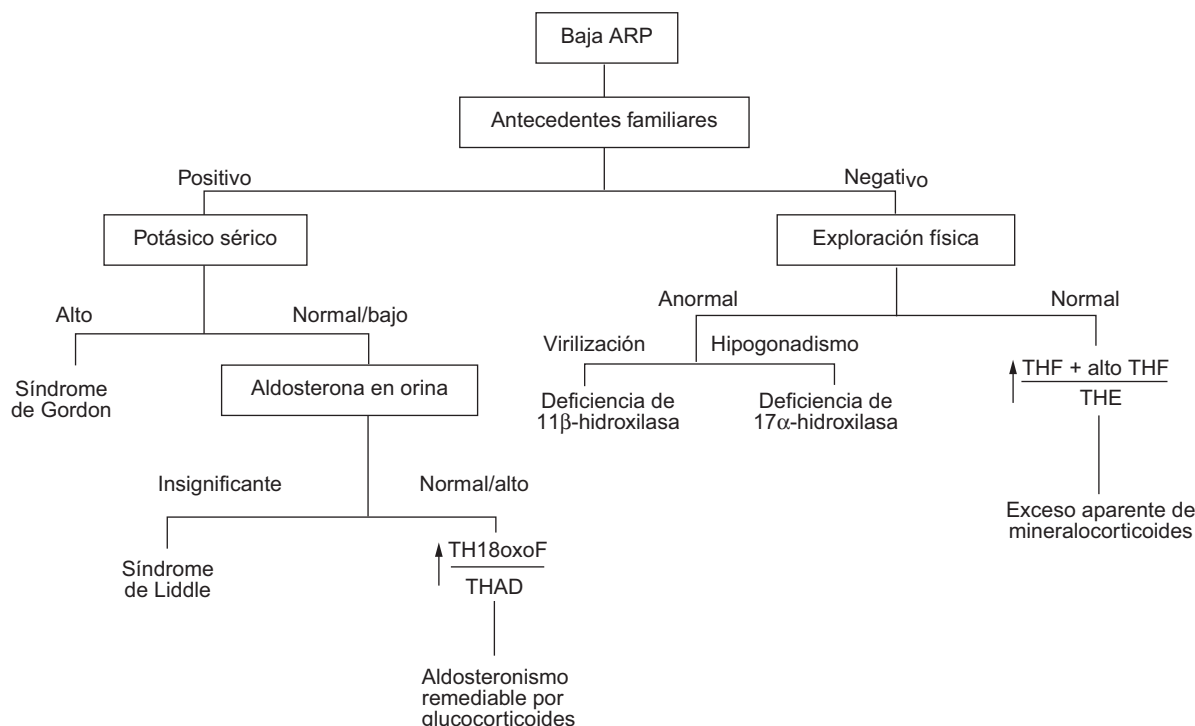 Baja ARP
Antecedentes familiares
Positivo
Negativo
Potásico sérico
Exploración física
Alto
Normal/bajo
Anormal
Normal
Síndrome
de Gordon
Aldosterona en orina
Virilización
Hipogonadismo
Deficiencia de
11β-hidroxilasa
Deficiencia de
17α-hidroxilasa
THF + alto THF
THE
Insignificante
Normal/alto
Exceso aparente de
mineralocorticoides
Síndrome
de Liddle
TH18oxoF
THAD
Aldosteronismo
remediable por
glucocorticoides